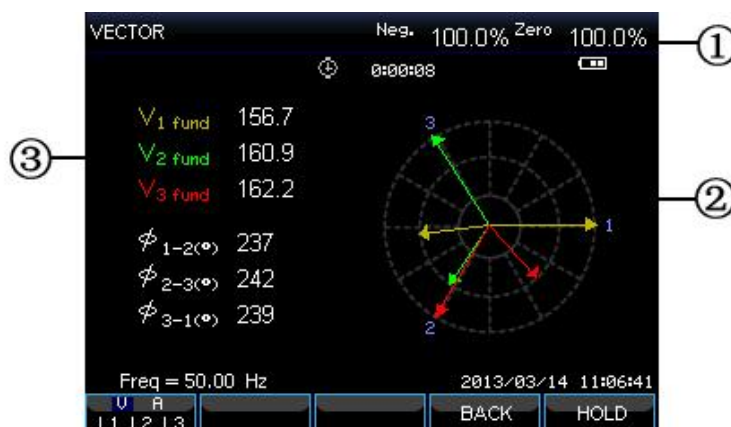 VECTOR Neg. 100.0% Zero 100.0%
①
0:00:08
V1 fund 156.7
V2 fund 160.9
V3 fund 162.2
③
②
3
1
2
ϕ1-2(°) 237
ϕ2-3(°) 242
ϕ3-1(°) 239
Freq = 50.00 Hz 2013/03/14 11:06:41
V A
L1 L2 L3
BACK HOLD